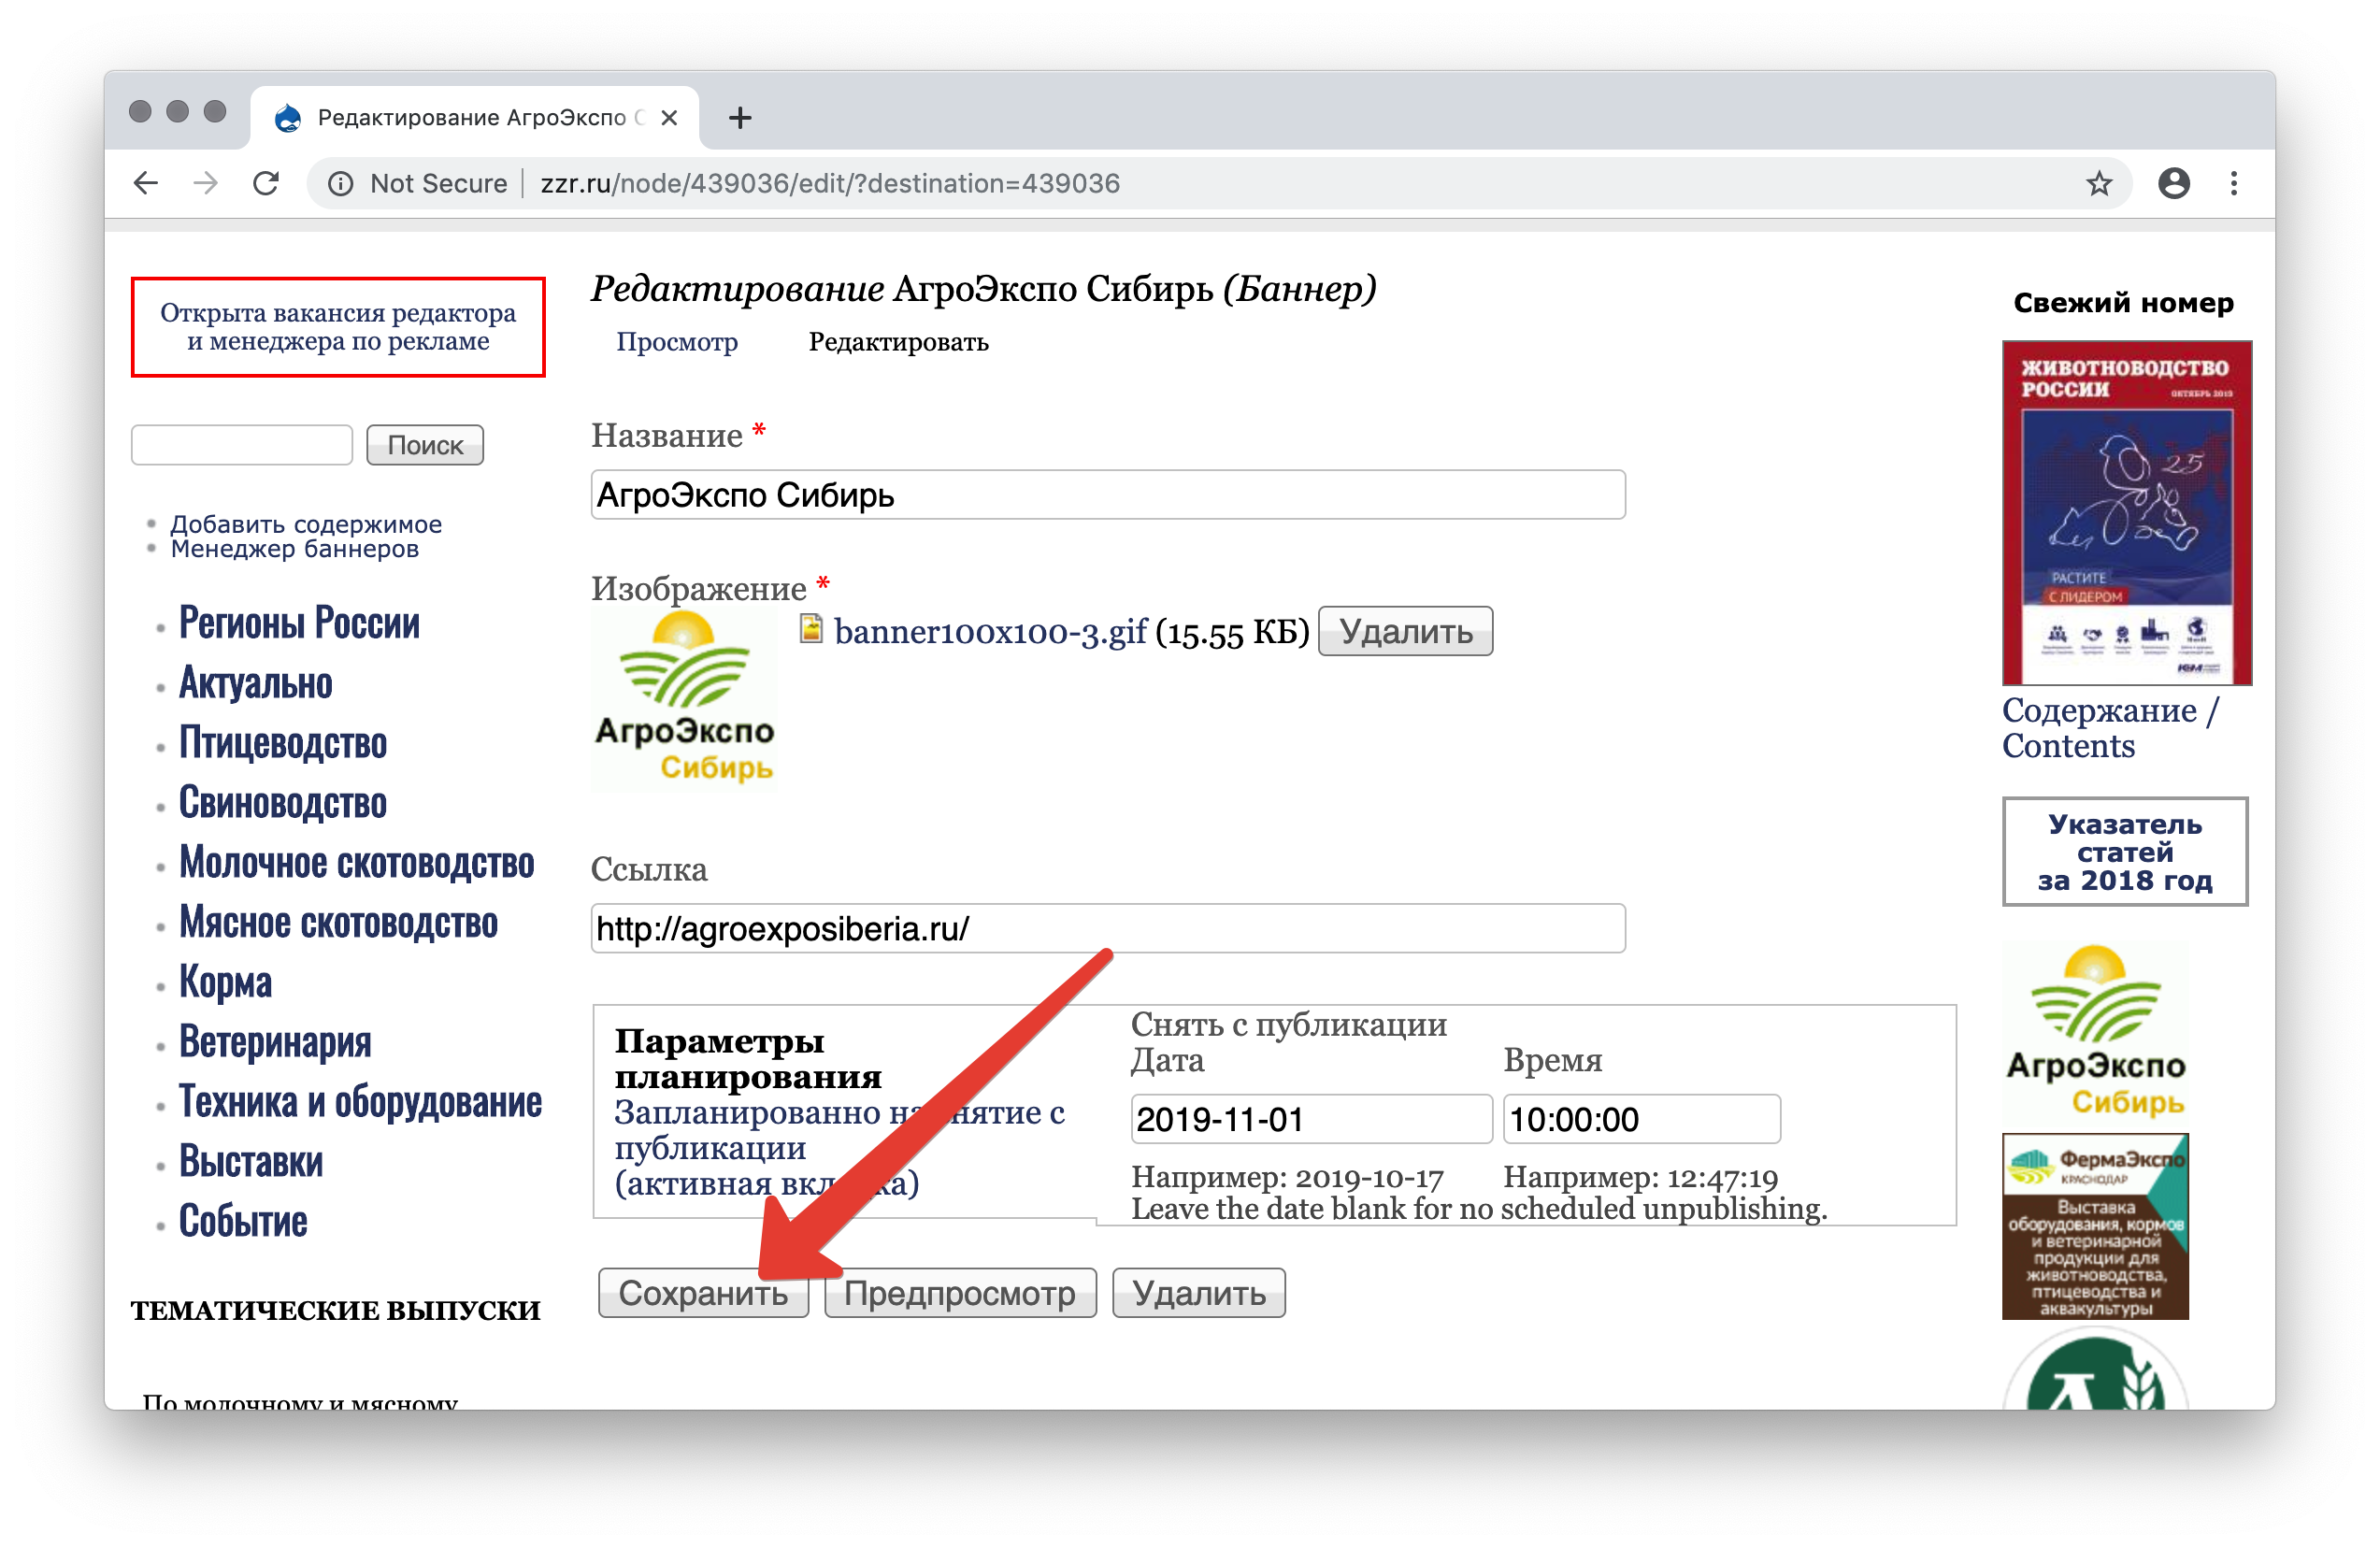 Редактирование АгроЭкспо С
Not Secure
zzr.ru/node/439036/edit/?destination=439036
Открыта вакансия редактора
и менеджера по рекламе
Поиск
Добавить содержимое
Менеджер баннеров
Регионы России
Актуально
Птицеводство
Свиноводство
Молочное скотоводство
Мясное скотоводство
Корма
Ветеринария
Техника и оборудование
Выставки
Событие
ТЕМАТИЧЕСКИЕ ВЫПУСКИ
По молочному и мясному
Редактирование АгроЭкспо Сибирь (Баннер)
Просмотр
Редактировать
Название *
АгроЭкспо Сибирь
Изображение *
АгроЭкспо
Сибирь
banner100x100-3.gif (15.55 КБ) Удалить
Ссылка
http://agroexposiberia.ru/
Параметры
планирования
Запланированно на снятие с
публикации
(активная вкладка)
Снять с публикации
Дата
Время
2019-11-01
10:00:00
Например: 2019-10-17
Например: 12:47:19
Leave the date blank for no scheduled unpublishing.
Сохранить
Предпросмотр
Удалить
Свежий номер
ЖИВОТНОВОДСТВО
РОССИИ
ОКТЯБРЬ 2019
25
РАСТИТЕ
С ЛИДЕРОМ
Содержание /
Contents
Указатель
статей
за 2018 год
АгроЭкспо
Сибирь
ФермаЭкспо
КРАСНОДАР
Выставка
оборудования, кормов
и ветеринарной
продукции для
животноводства,
птицеводства и
аквакультуры